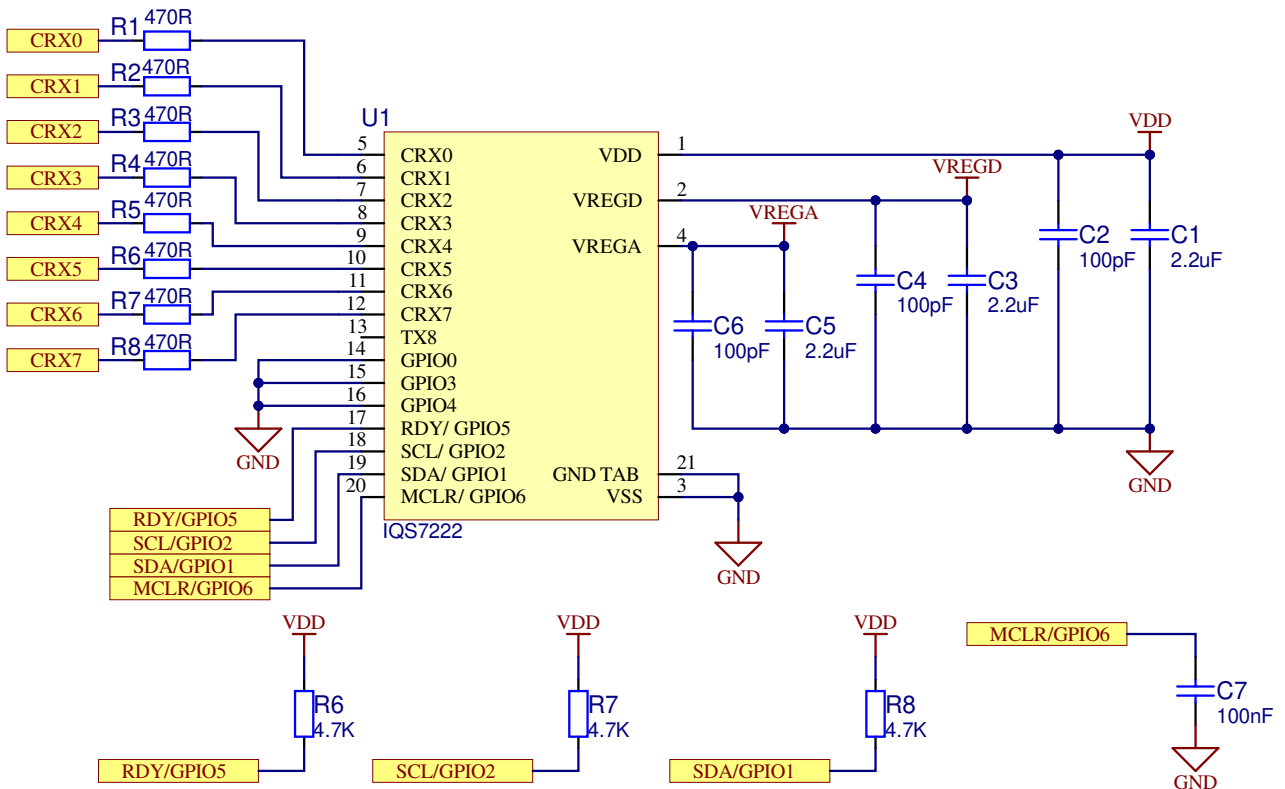 CRX0
R1 470R
CRX1
R2 470R
CRX2
R3 470R
CRX3
R4 470R
CRX4
R5 470R
CRX5
R6 470R
CRX6
R7 470R
CRX7
R8 470R
U1
5 CRX0
6 CRX1
7 CRX2
8 CRX3
9 CRX4
10 CRX5
11 CRX6
12 CRX7
13 TX8
14 GPIO0
15 GPIO3
16 GPIO4
17 RDY/ GPIO5
18 SCL/ GPIO2
19 SDA/ GPIO1
20 MCLR/ GPIO6
VDD 1
VREGD 2
VREGA 4
GND TAB 21
VSS 3
IQS7222
GND
VREGA
VREGD
VDD
C6
100pF
C5
2.2uF
C4
100pF
C3
2.2uF
C2
100pF
C1
2.2uF
GND
GND
RDY/GPIO5
SCL/GPIO2
SDA/GPIO1
MCLR/GPIO6
VDD
R6
4.7K
RDY/GPIO5
VDD
R7
4.7K
SCL/GPIO2
VDD
R8
4.7K
SDA/GPIO1
MCLR/GPIO6
C7
100nF
GND